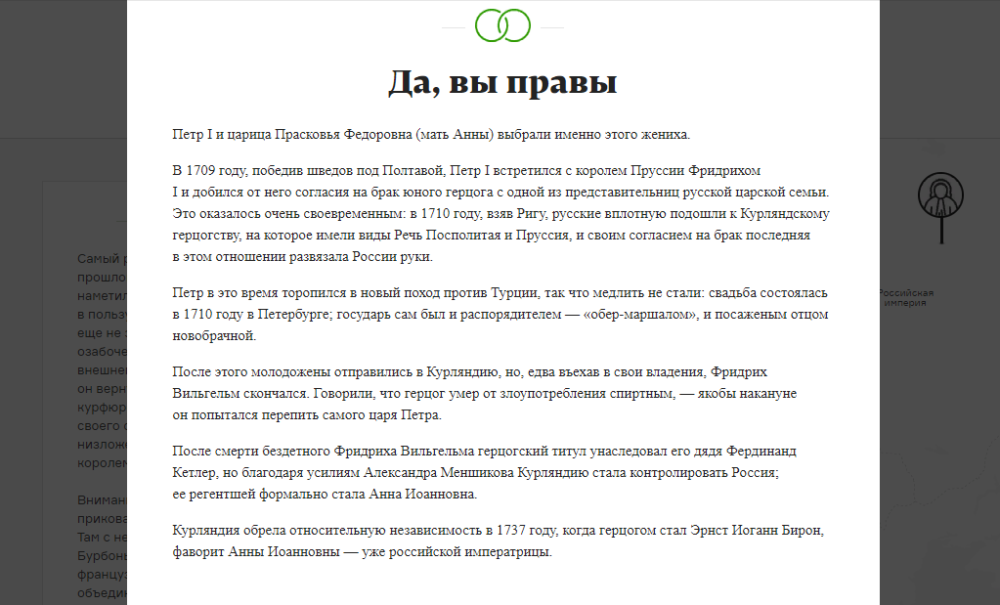 Да, вы правы
Петр I и царица Прасковья Федоровна (мать Анны) выбрали именно этого жениха.
В 1709 году, победив шведов под Полтавой, Петр I встретился с королем Пруссии Фридрихом
I и добился от него согласия на брак юного герцога с одной из представительниц русской царской семьи.
Это оказалось очень своевременным: в 1710 году, взяв Ригу, русские вплотную подошли к Курляндскому
герцогству, на которое имели виды Речь Посполитая и Пруссия, и своим согласием на брак последняя
в этом отношении развязала России руки.
Петр в это время торопился в новый поход против Турции, так что медлить не стали: свадьба состоялась
в 1710 году в Петербурге; государь сам был и распорядителем — «обер-маршалом», и посаженым отцом
новобрачной.
После этого молодожены отправились в Курляндию, но, едва въехав в свои владения, Фридрих
Вильгельм скончался. Говорили, что герцог умер от злоупотребления спиртным, — якобы накануне
он попытался перепить самого царя Петра.
После смерти бездетного Фридриха Вильгельма герцогский титул унаследовал его дядя Фердинанд
Кетлер, но благодаря усилиям Александра Меншикова Курляндию стала контролировать Россия;
ее регентшей формально стала Анна Иоанновна.
Курляндия обрела относительную независимость в 1737 году, когда герцогом стал Эрнст Иоганн Бирон,
фаворит Анны Иоанновны — уже российской императрицы.
Самый
прошло
наметил
в польз
еще не
озабоче
внешне
он верн
курфюр
своего
низлож
королем
Вниман
прикова
Там с не
Бурбон
француз
объедин
Российская
империя